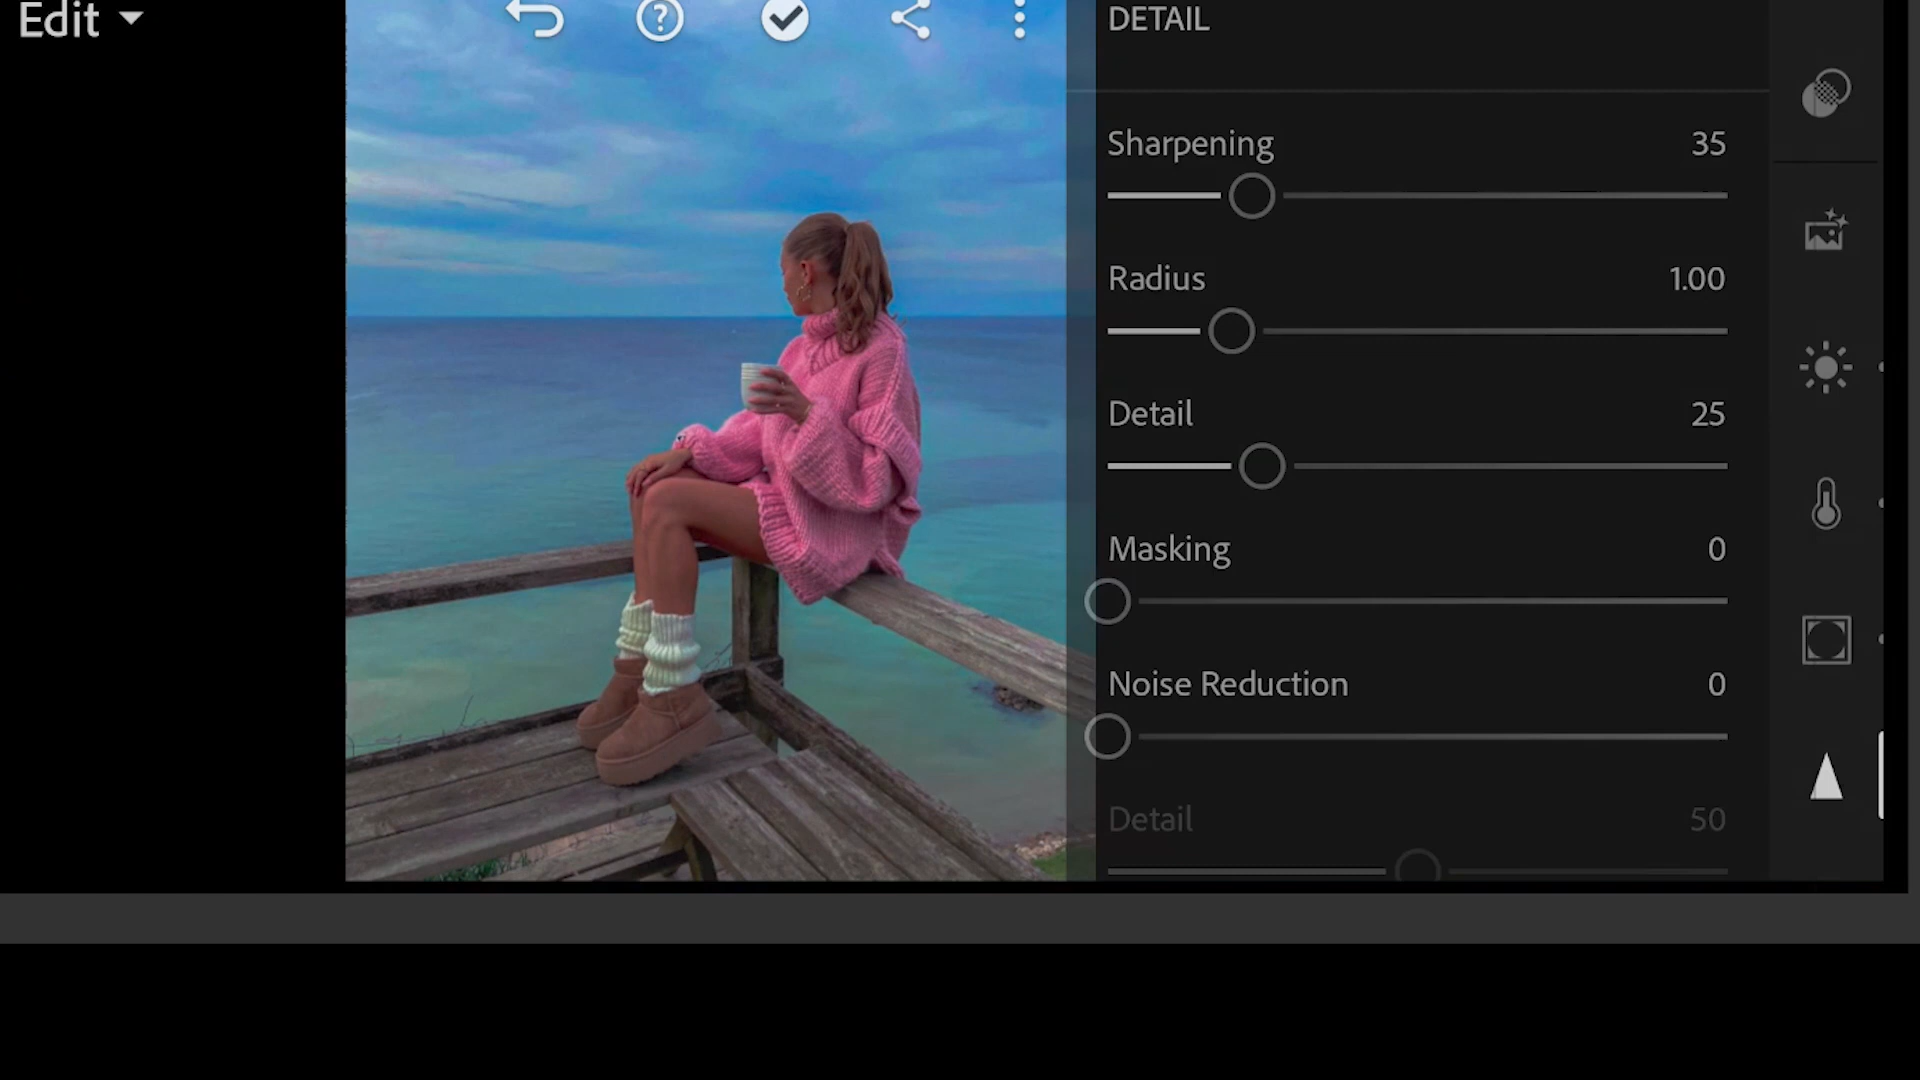 Edit
DETAIL
Sharpening 35
Radius 1.00
Detail 25
Masking 0
Noise Reduction 0
Detail 50